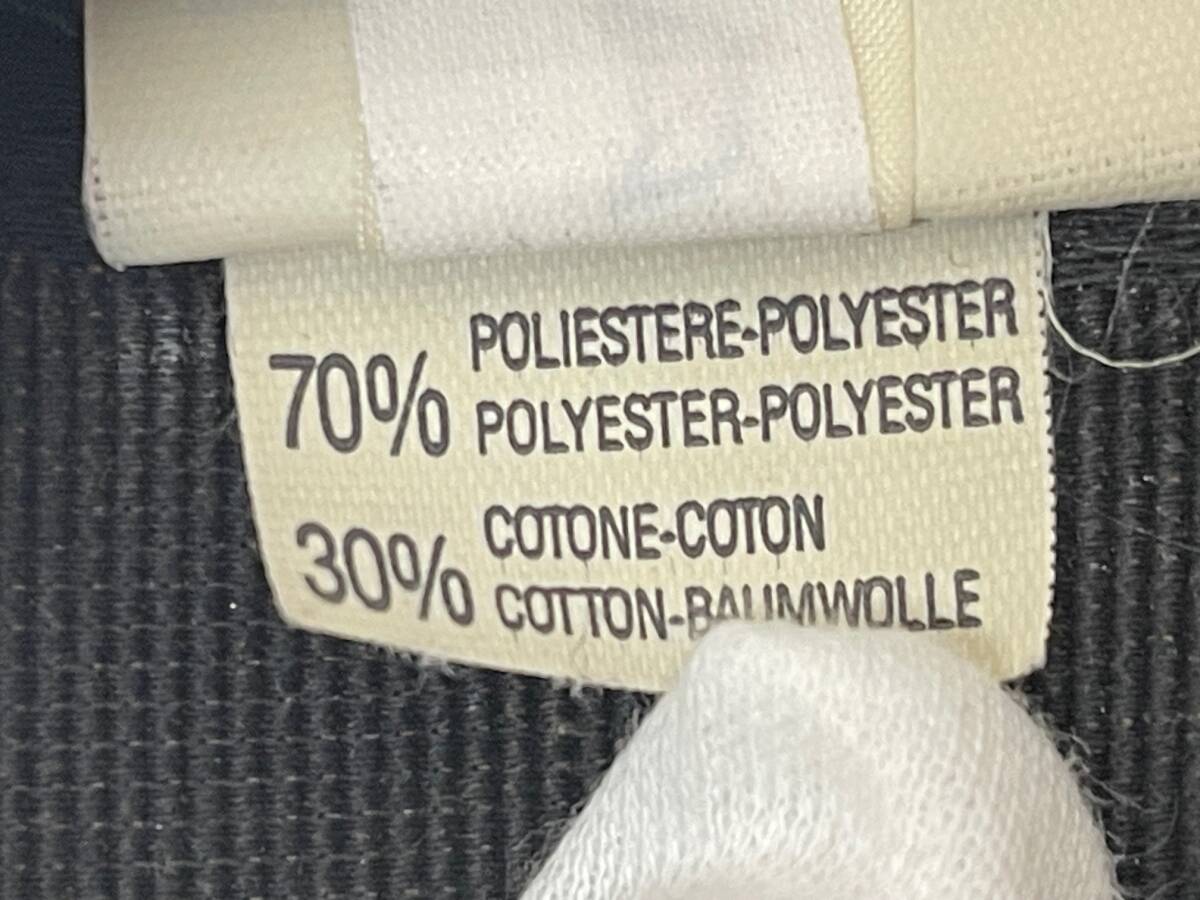 70% POLIESTERE-POLYESTER
POLYESTER-POLYESTER
30% COTONE-COTON
COTTON-BAUMWOLLE